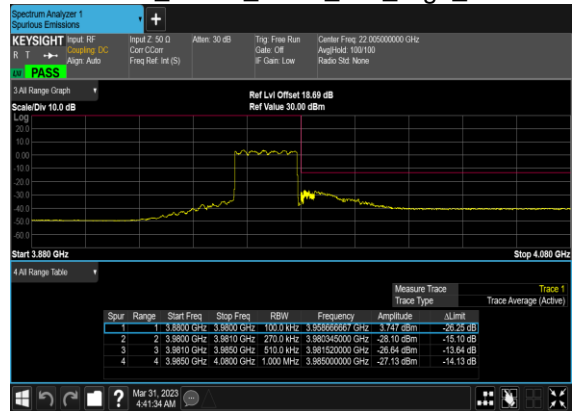 Spectrum Analyzer 1
Spurious Emissions
KEYSIGHT Input: RF Input Z: 50 Ω Atten: 30 dB Trig: Free Run Center Freq: 22.005000000 GHz
R T Coupling: DC Corr CCorr Gate: Off Avg|Hold: 100/100
Align: Auto Freq Ref: Int (S) IF Gain: Low Radio Std: None
PASS
3 All Range Graph Ref Lvl Offset 18.69 dB
Scale/Div 10.0 dB Ref Value 30.00 dBm
Log
20.0
10.0
0.00
-10.0
-20.0
-30.0
-40.0
-50.0
-60.0
Start 3.880 GHz Stop 4.080 GHz
4 All Range Table
Measure Trace Trace 1
Trace Type Trace Average (Active)
Spur Range Start Freq Stop Freq RBW Frequency Amplitude ΔLimit
1 1 3.8800 GHz 3.9800 GHz 100.0 kHz 3.958666667 GHz 3.747 dBm -26.25 dB
2 2 3.9800 GHz 3.9810 GHz 270.0 kHz 3.980345000 GHz -28.10 dBm -15.10 dB
3 3 3.9810 GHz 3.9850 GHz 510.0 kHz 3.981520000 GHz -26.64 dBm -13.64 dB
4 4 3.9850 GHz 4.0800 GHz 1.000 MHz 3.985000000 GHz -27.13 dBm -14.13 dB
? Mar 31, 2023
4:41:34 AM